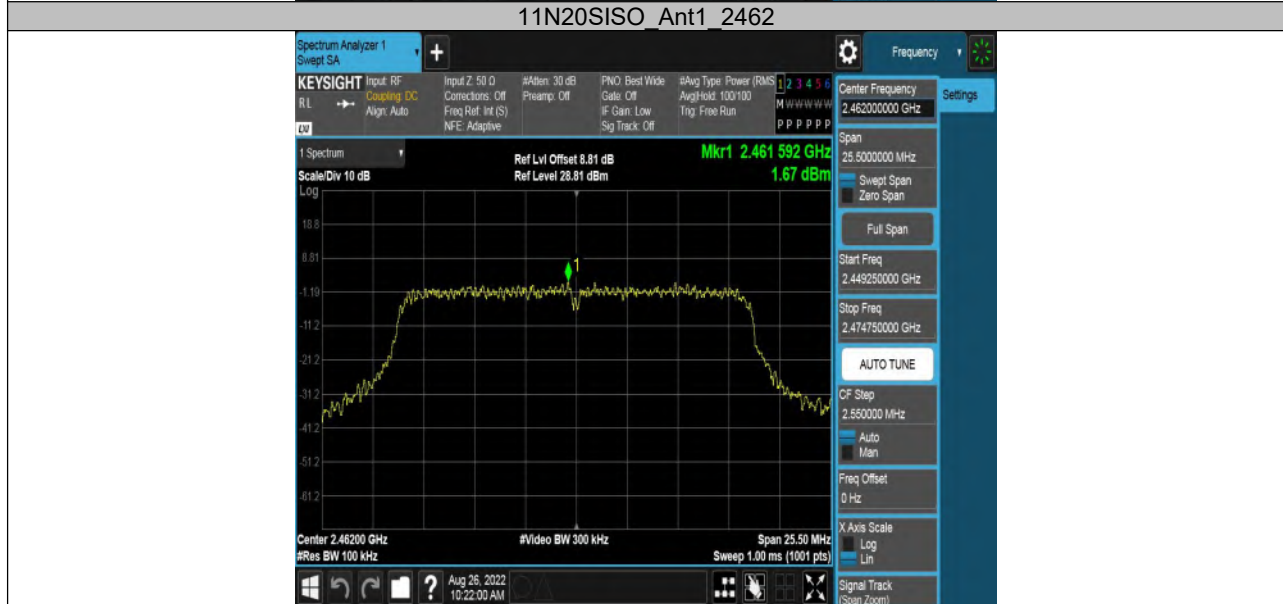 11N20SISO_Ant1_2462
Spectrum Analyzer 1
Swept SA
+
Frequency
KEYSIGHT
RL
LXI
Input: RF
Coupling: DC
Align: Auto
Input Z: 50 Ω
Corrections: Off
Freq Ref: Int (S)
NFE: Adaptive
#Atten: 30 dB
Preamp: Off
PNO: Best Wide
Gate: Off
IF Gain: Low
Sig Track: Off
#Avg Type: Power (RMS
Avg|Hold: 100/100
Trig: Free Run
1 2 3 4 5 6
M W W W W W
P P P P P P
Center Frequency
2.462000000 GHz
Settings
1 Spectrum
Scale/Div 10 dB
Log
Ref Lvl Offset 8.81 dB
Ref Level 28.81 dBm
Mkr1 2.461 592 GHz
1.67 dBm
18.8
8.81
-1.19
-11.2
-21.2
-31.2
-41.2
-51.2
-61.2
1
Center 2.46200 GHz
#Res BW 100 kHz
#Video BW 300 kHz
Span 25.50 MHz
Sweep 1.00 ms (1001 pts)
Span
25.5000000 MHz
Swept Span
Zero Span
Full Span
Start Freq
2.449250000 GHz
Stop Freq
2.474750000 GHz
AUTO TUNE
CF Step
2.550000 MHz
Auto
Man
Freq Offset
0 Hz
X Axis Scale
Log
Lin
Signal Track
(Span Zoom)
?
Aug 26, 2022
10:22:00 AM